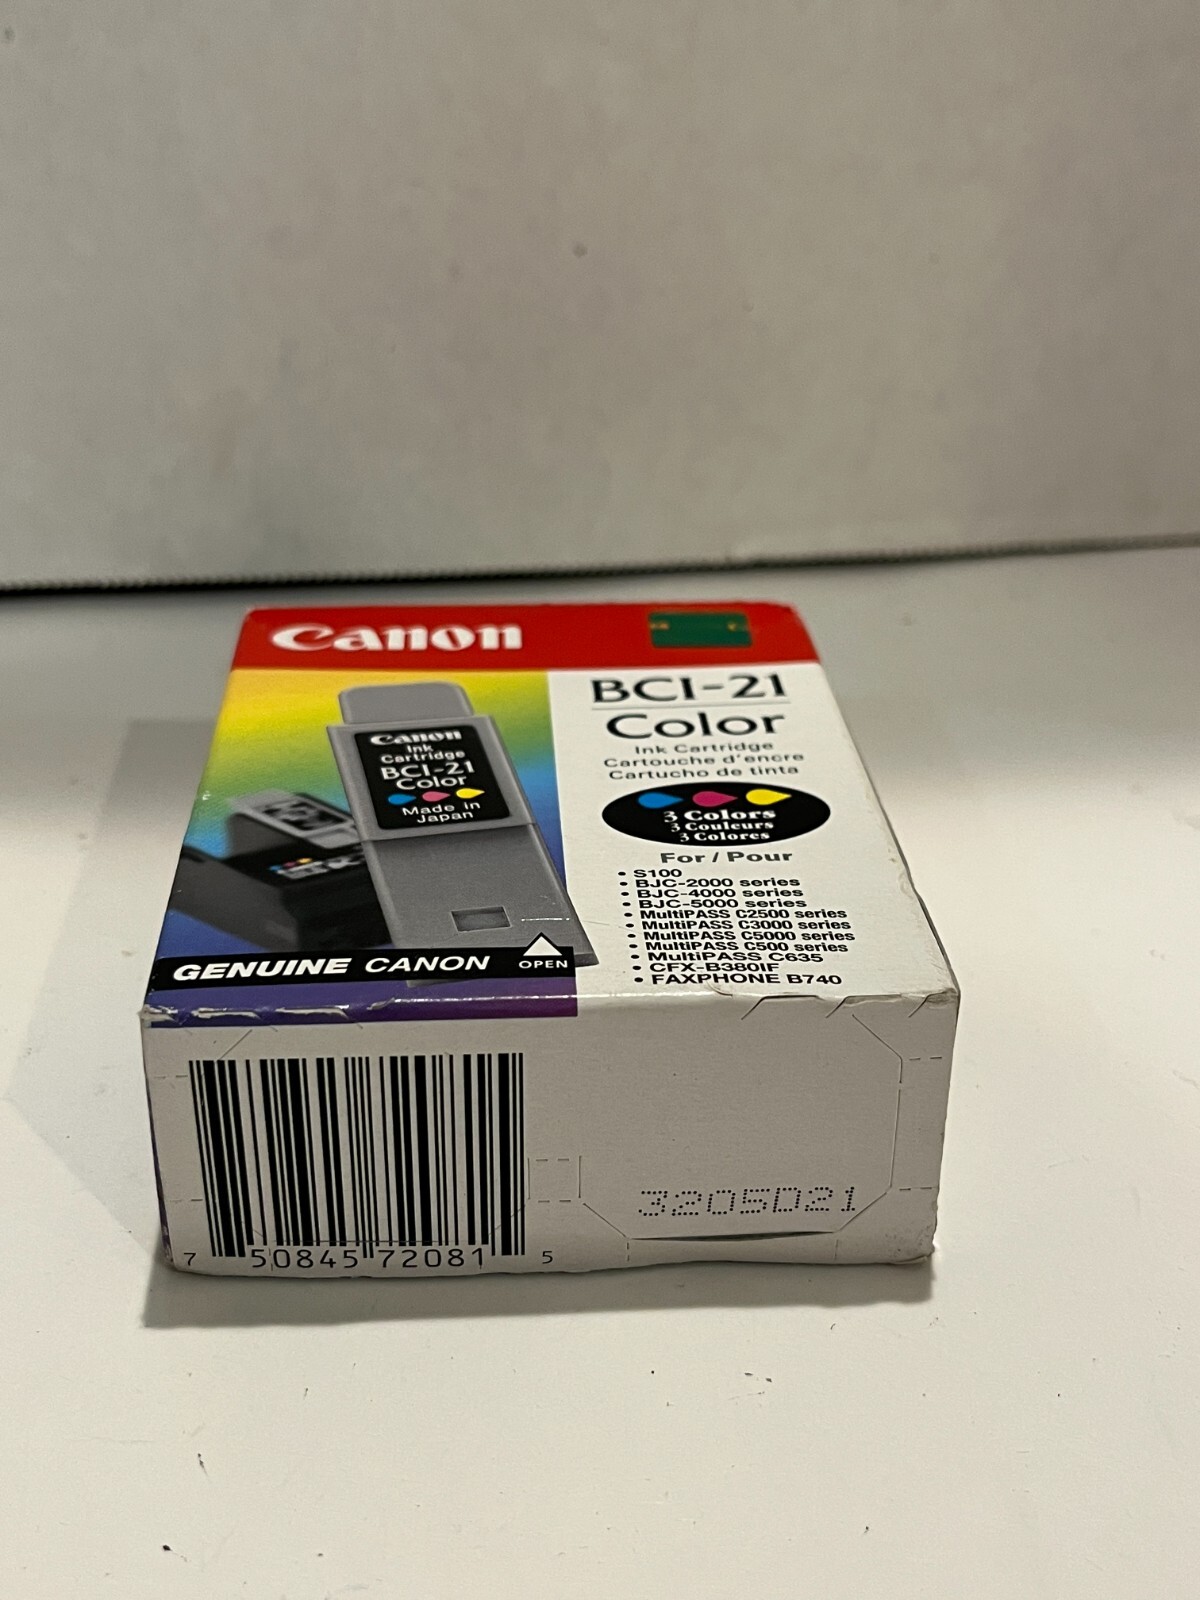 Canon
BCI-21
Color
Ink Cartridge
Cartouche d'encre
Cartucho de tinta
3 Colors
3 Couleurs
3 Colores
For / Pour
• S100
• BJC-2000 series
• BJC-4000 series
• BJC-5000 series
• MultiPASS C2500 series
• MultiPASS C3000 series
• MultiPASS C5000 series
• MultiPASS C500 series
• MultiPASS C635
• CFX-B380IF
• FAXPHONE B740
Canon
Ink
Cartridge
BCI-21
Color
Made in
Japan
GENUINE CANON
OPEN
7 50845 72081 5
3205D21